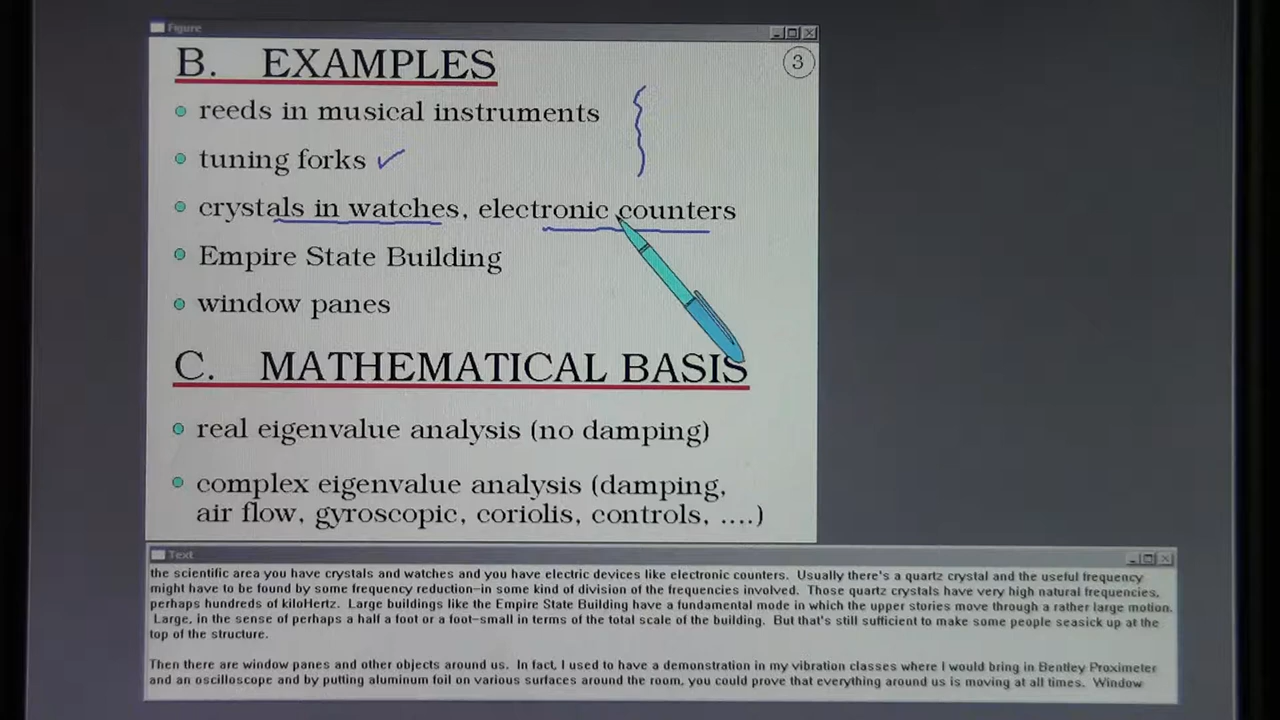 Figure
B. EXAMPLES
3
reeds in musical instruments
tuning forks
crystals in watches, electronic counters
Empire State Building
window panes
C. MATHEMATICAL BASIS
real eigenvalue analysis (no damping)
complex eigenvalue analysis (damping,
air flow, gyroscopic, coriolis, controls, ....)
Text
the scientific area you have crystals and watches and you have electric devices like electronic counters. Usually there's a quartz crystal and the useful frequency
might have to be found by some frequency reduction-in some kind of division of the frequencies involved. Those quartz crystals have very high natural frequencies,
perhaps hundreds of kiloHertz. Large buildings like the Empire State Building have a fundamental mode in which the upper stories move through a rather large motion.
Large, in the sense of perhaps a half a foot or a foot-small in terms of the total scale of the building. But that's still sufficient to make some people seasick up at the
top of the structure.
Then there are window panes and other objects around us. In fact, I used to have a demonstration in my vibration classes where I would bring in Bentley Proximeter
and an oscilloscope and by putting aluminum foil on various surfaces around the room, you could prove that everything around us is moving at all times. Window